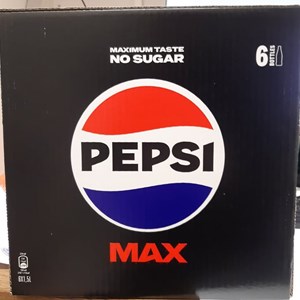 MAXIMUM TASTE
NO SUGAR
6
BOTTLES
PEPSI
MAX